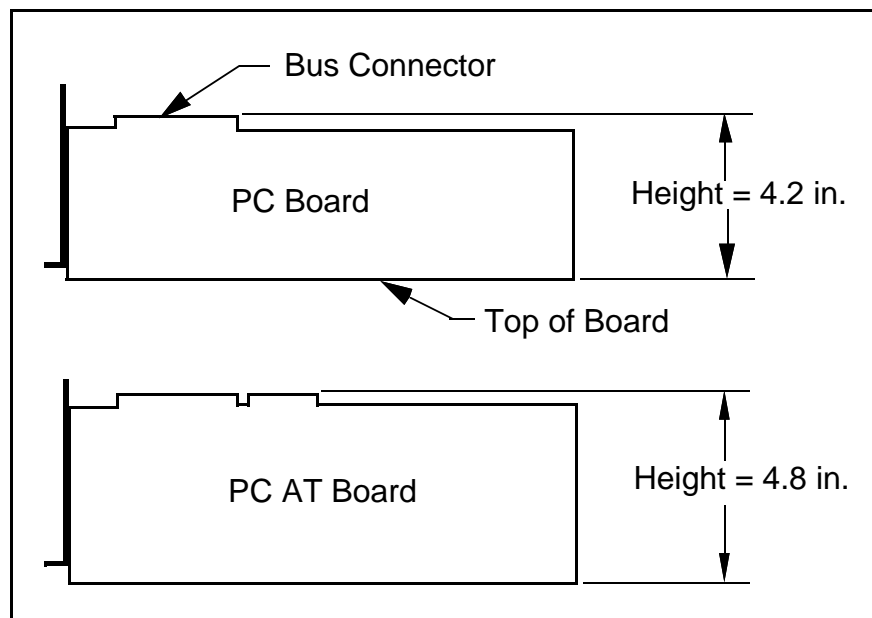 Bus Connector
PC Board
Height = 4.2 in.
Top of Board
PC AT Board
Height = 4.8 in.